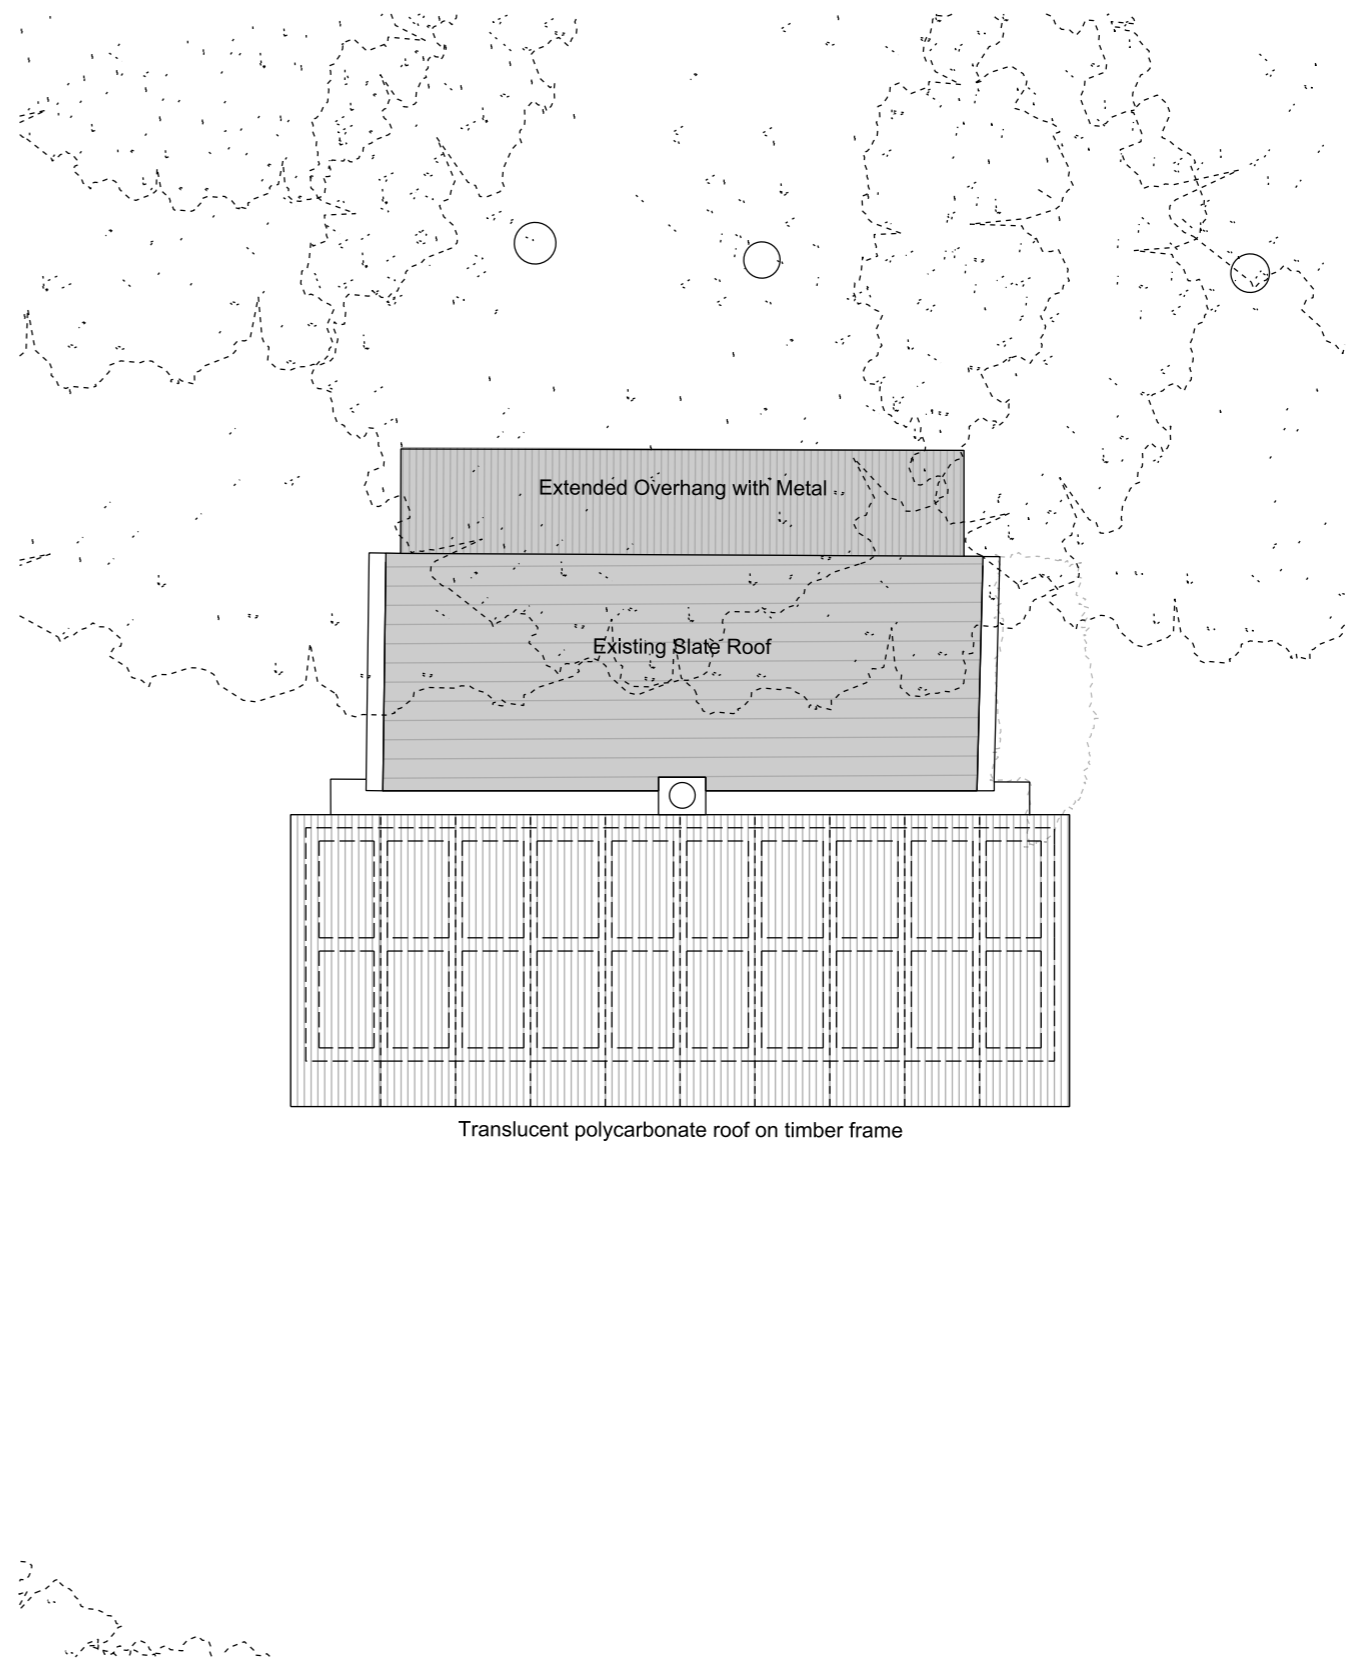 Extended Overhang with Metal
Existing Slate Roof
Translucent polycarbonate roof on timber frame